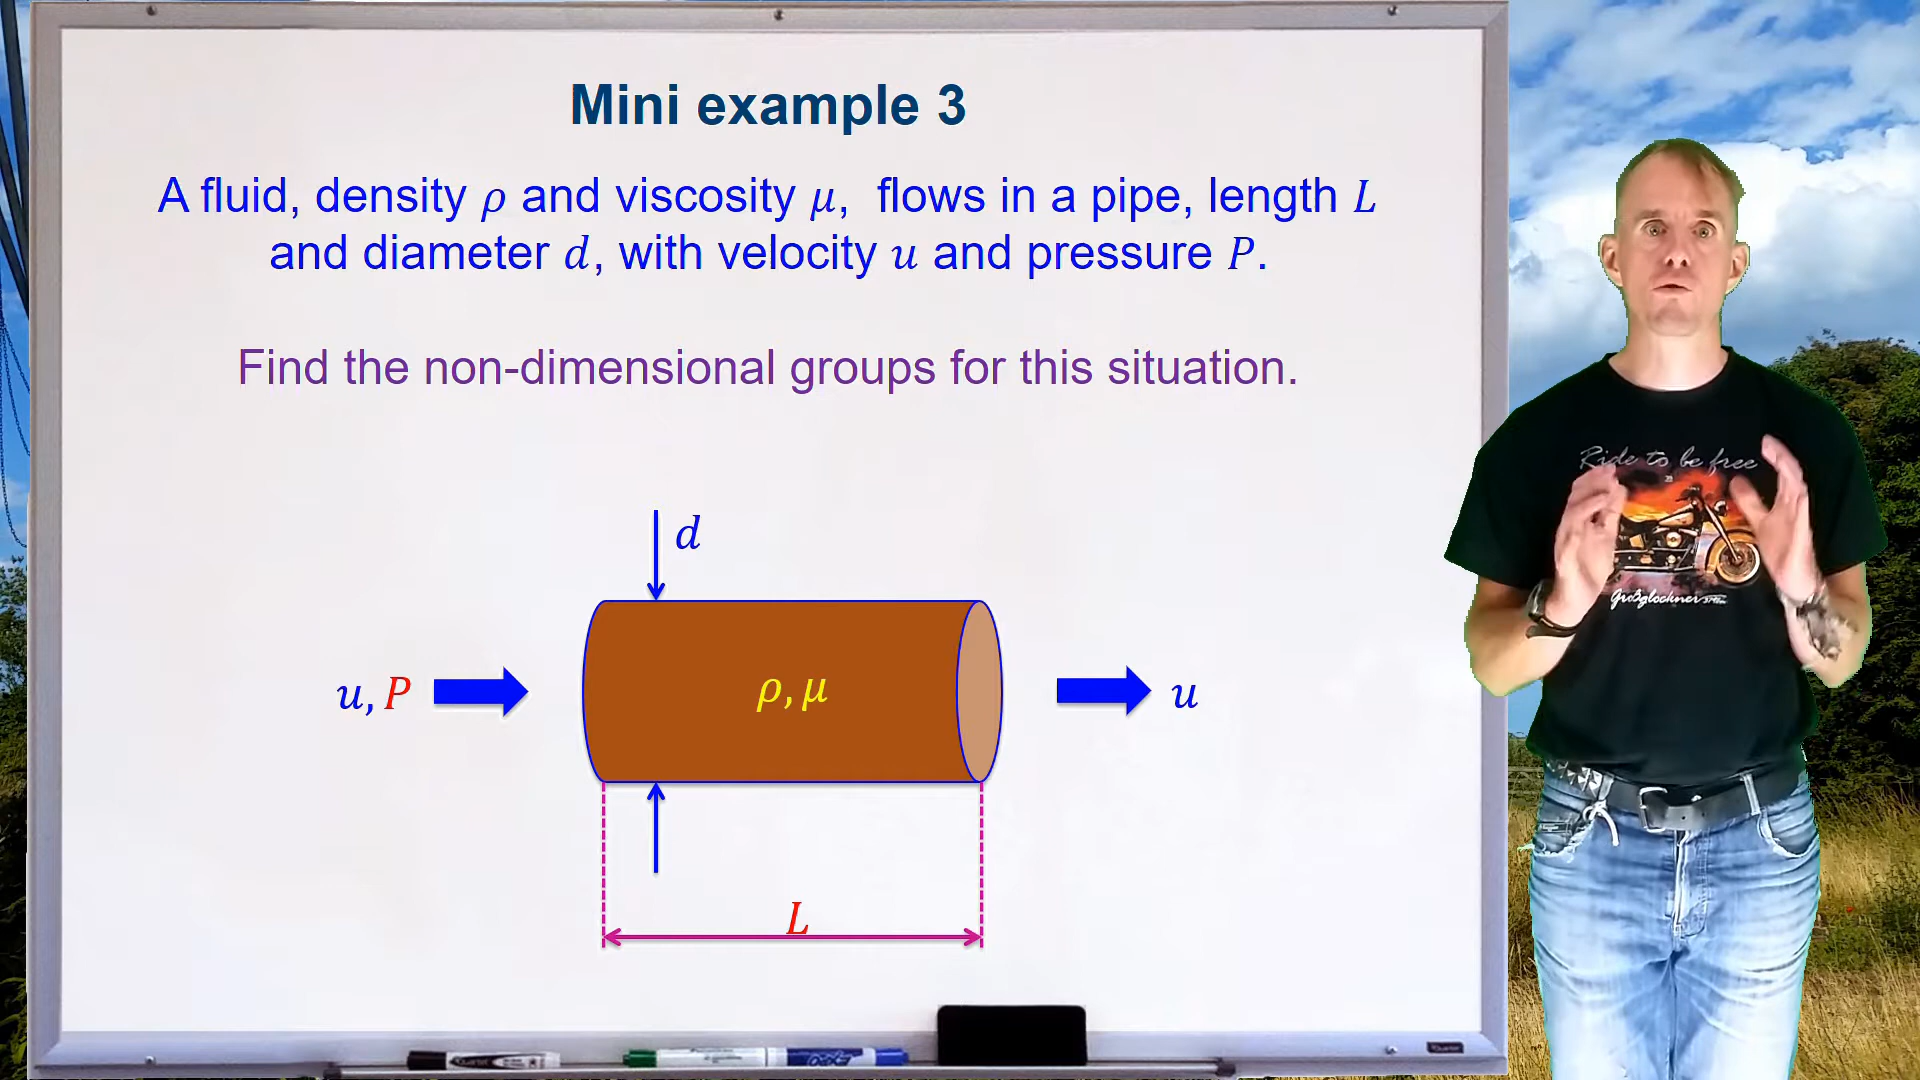 Mini example 3
A fluid, density ρ and viscosity μ, flows in a pipe, length L
and diameter d, with velocity u and pressure P.
Find the non-dimensional groups for this situation.
d
u, P
ρ, μ
u
L
Ride to be free
Großglockner